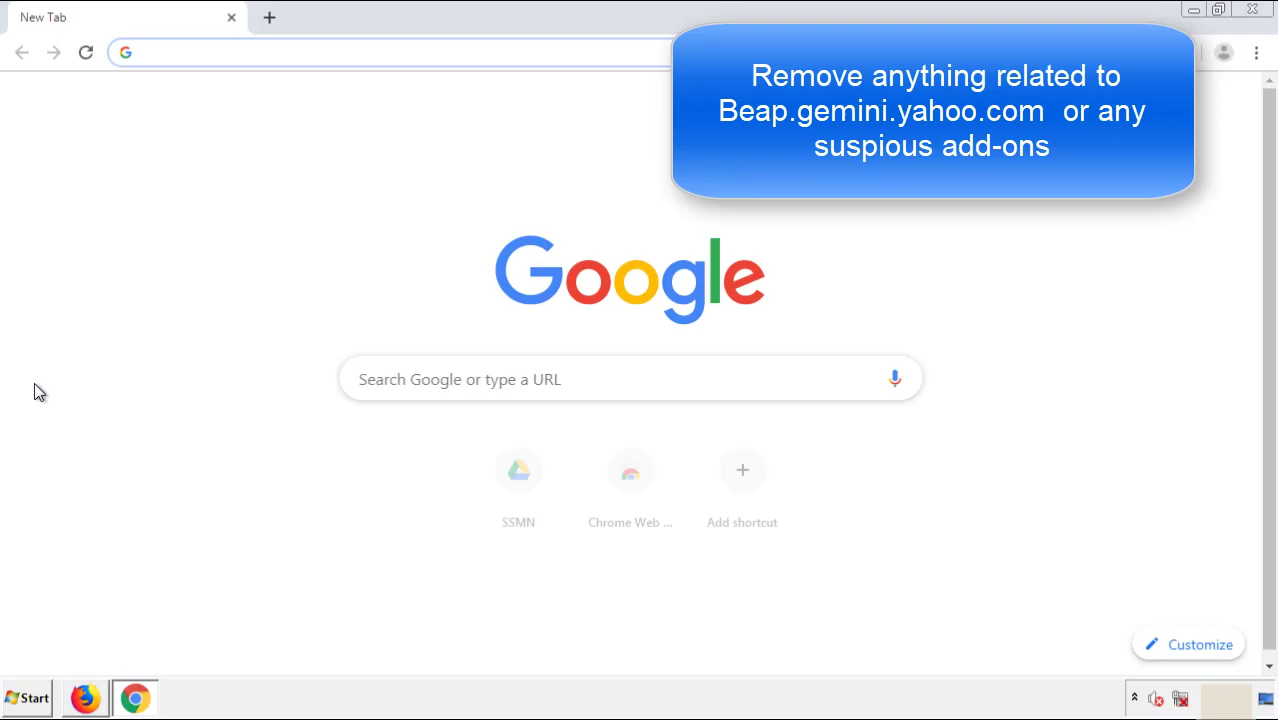 New Tab
Remove anything related to
Beap.gemini.yahoo.com or any
suspious add-ons
Google
Search Google or type a URL
SSMN
Chrome Web ...
Add shortcut
Customize
Start